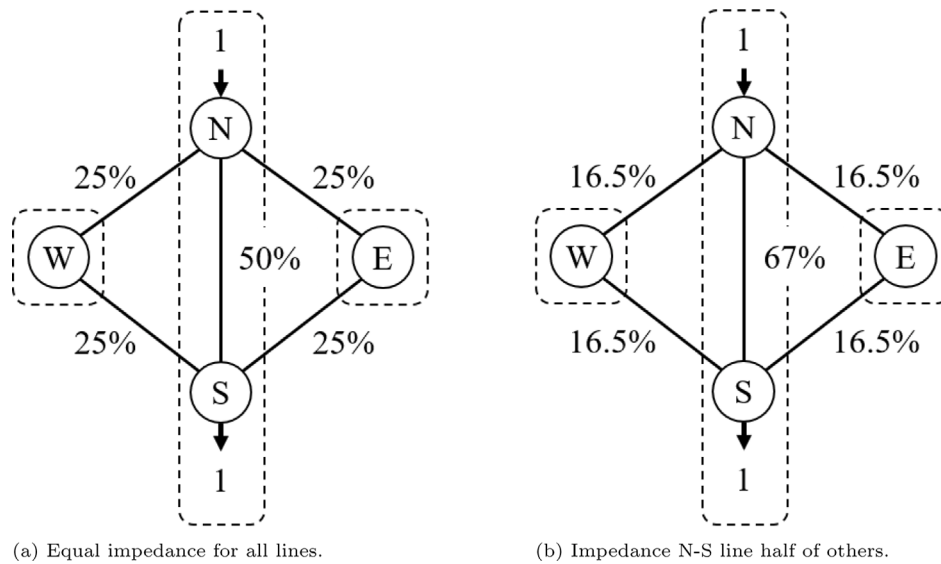 1
N
25%
25%
W
50%
E
25%
25%
S
1
(a) Equal impedance for all lines.
1
N
16.5%
16.5%
W
67%
E
16.5%
16.5%
S
1
(b) Impedance N-S line half of others.